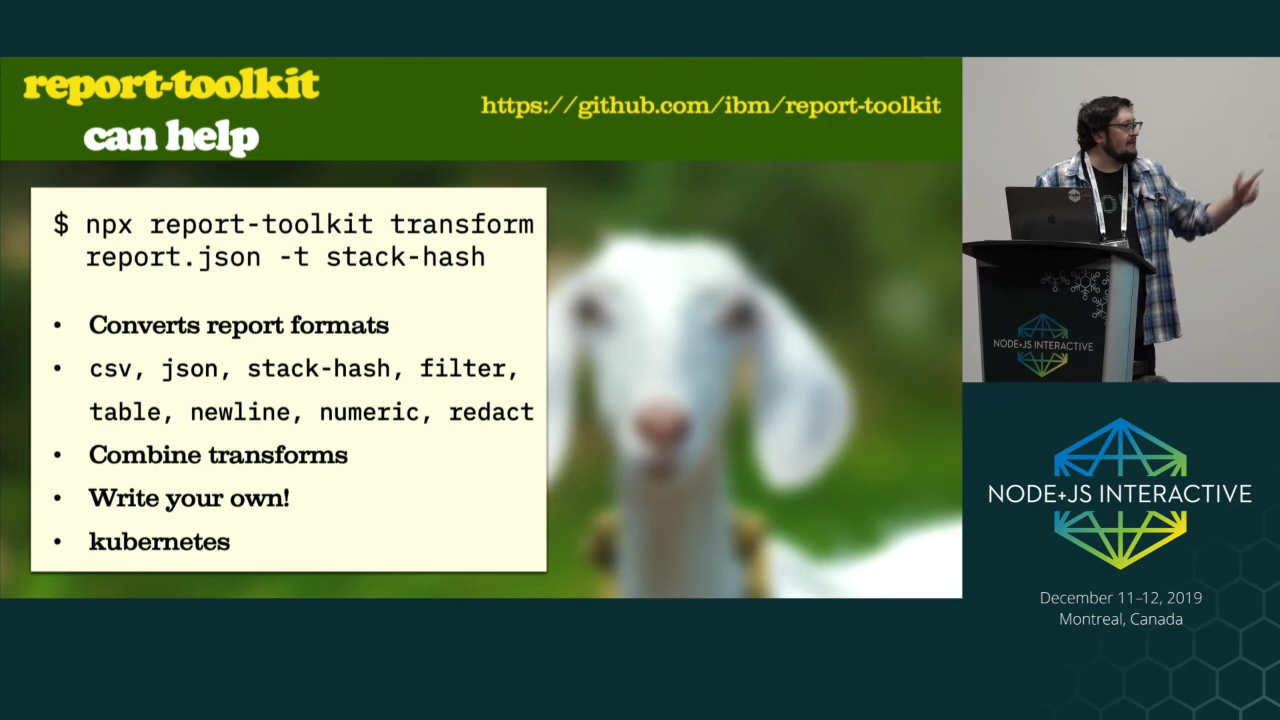 report-toolkit
can help
https://github.com/ibm/report-toolkit
$ npx report-toolkit transform
report.json -t stack-hash
• Converts report formats
• csv, json, stack-hash, filter,
table, newline, numeric, redact
• Combine transforms
• Write your own!
• kubernetes
NODE+JS INTERACTIVE
NODE+JS INTERACTIVE
December 11–12, 2019
Montreal, Canada